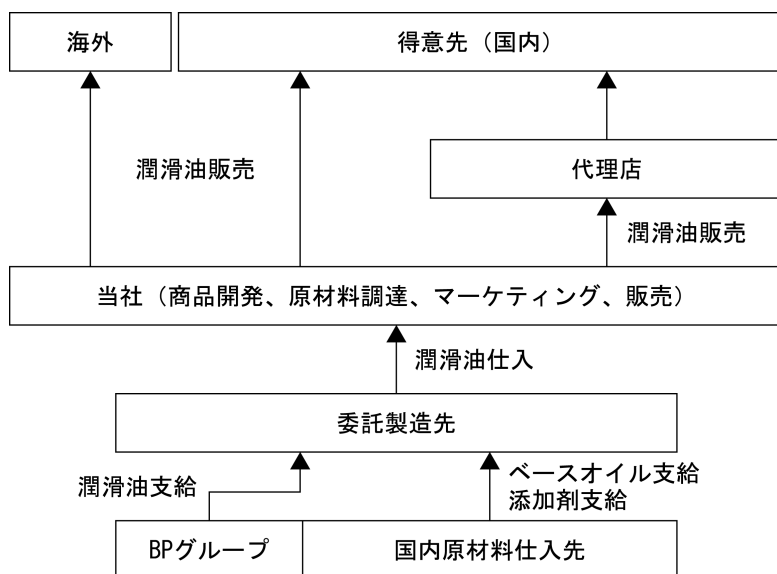 海外
得意先（国内）
潤滑油販売
代理店
潤滑油販売
当社（商品開発、原材料調達、マーケティング、販売）
潤滑油仕入
委託製造先
潤滑油支給
ベースオイル支給
添加剤支給
BPグループ
国内原材料仕入先